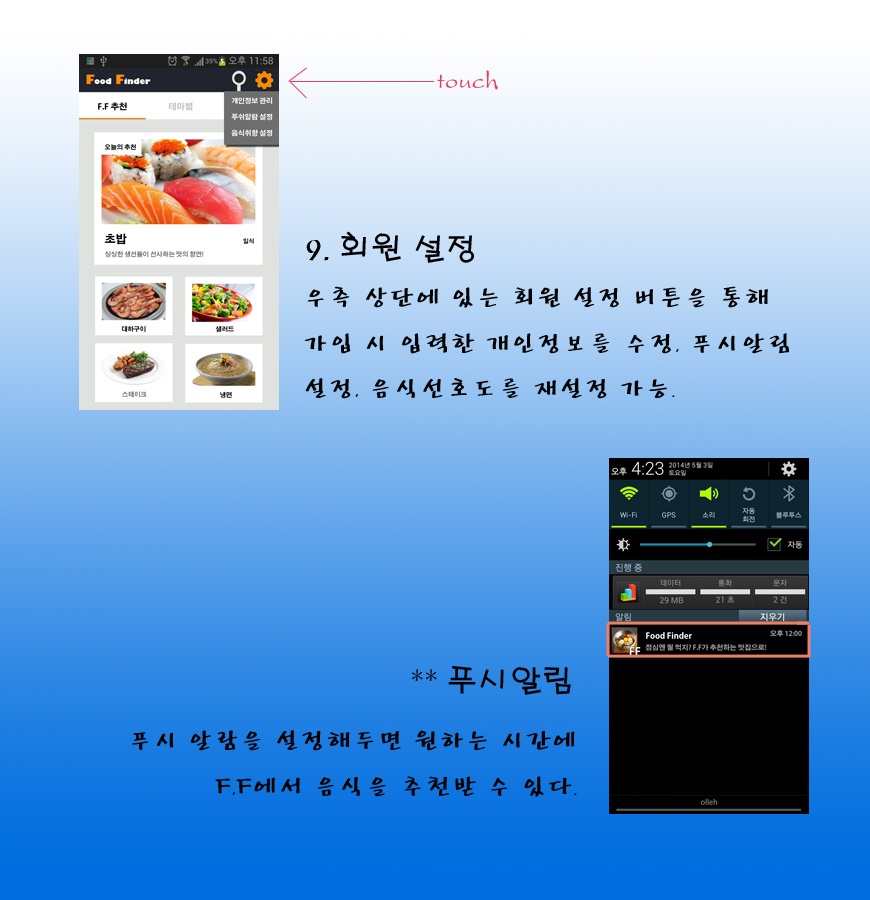 39% 오후 11:58
Food Finder
touch
F.F 추천 테마별
개인정보 관리
푸쉬알람 설정
음식취향 설정
오늘의 추천
초밥
일식
싱싱한 생선들이 선사하는 맛의 향연!
대하구이
샐러드
스테이크
냉면
9. 회원 설정
우측 상단에 있는 회원 설정 버튼을 통해
가입 시 입력한 개인정보를 수정, 푸시알림
설정, 음식선호도를 재설정 가능.
오후 4:23 2014년 5월 3일
토요일
Wi-Fi GPS 소리 자동 회전 블루투스
자동
진행 중
데이터 통화 문자
29 MB 21 초 2 건
알림 지우기
Food Finder 오후 12:00
점심엔 뭘 먹지? F.F가 추천하는 맛집으로!
FF
** 푸시알림
푸시 알람을 설정해두면 원하는 시간에
F.F에서 음식을 추천받 수 있다.
olleh